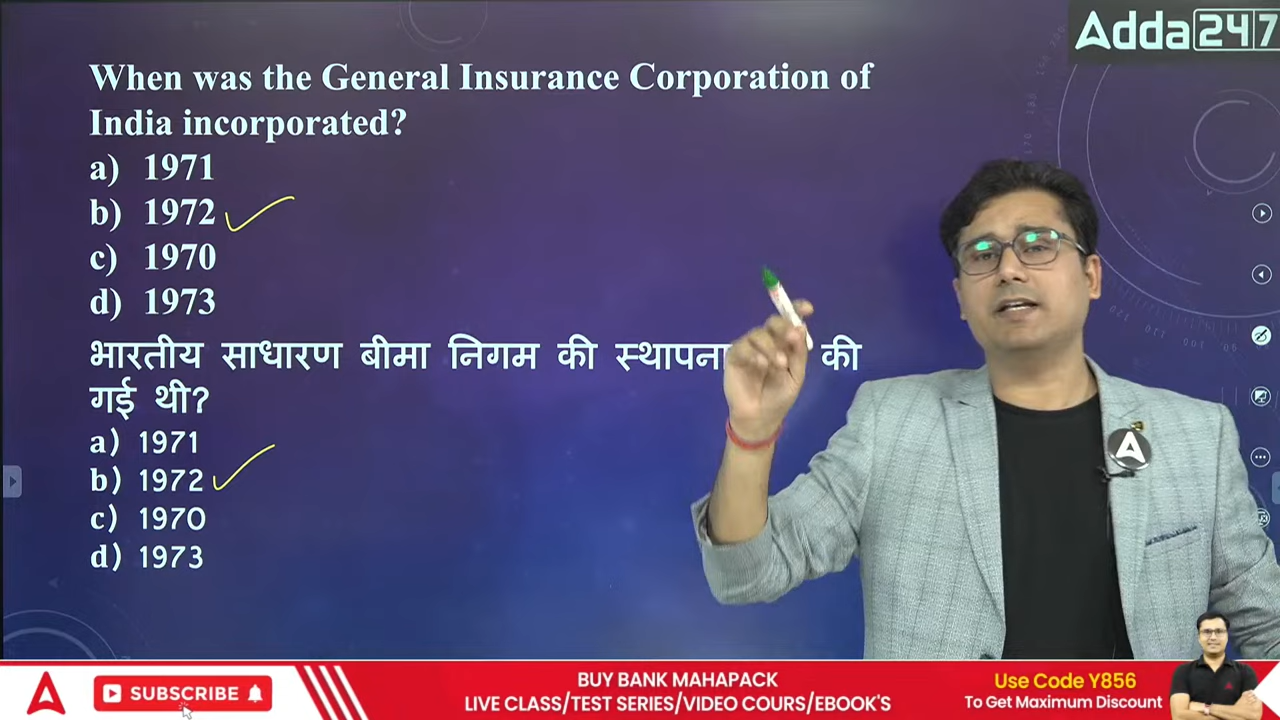 Adda247
When was the General Insurance Corporation of
India incorporated?
a) 1971
b) 1972
c) 1970
d) 1973
भारतीय साधारण बीमा निगम की स्थापना की
गई थी?
a) 1971
b) 1972
c) 1970
d) 1973
SUBSCRIBE
BUY BANK MAHAPACK
LIVE CLASS/TEST SERIES/VIDEO COURS/EBOOK'S
Use Code Y856
To Get Maximum Discount